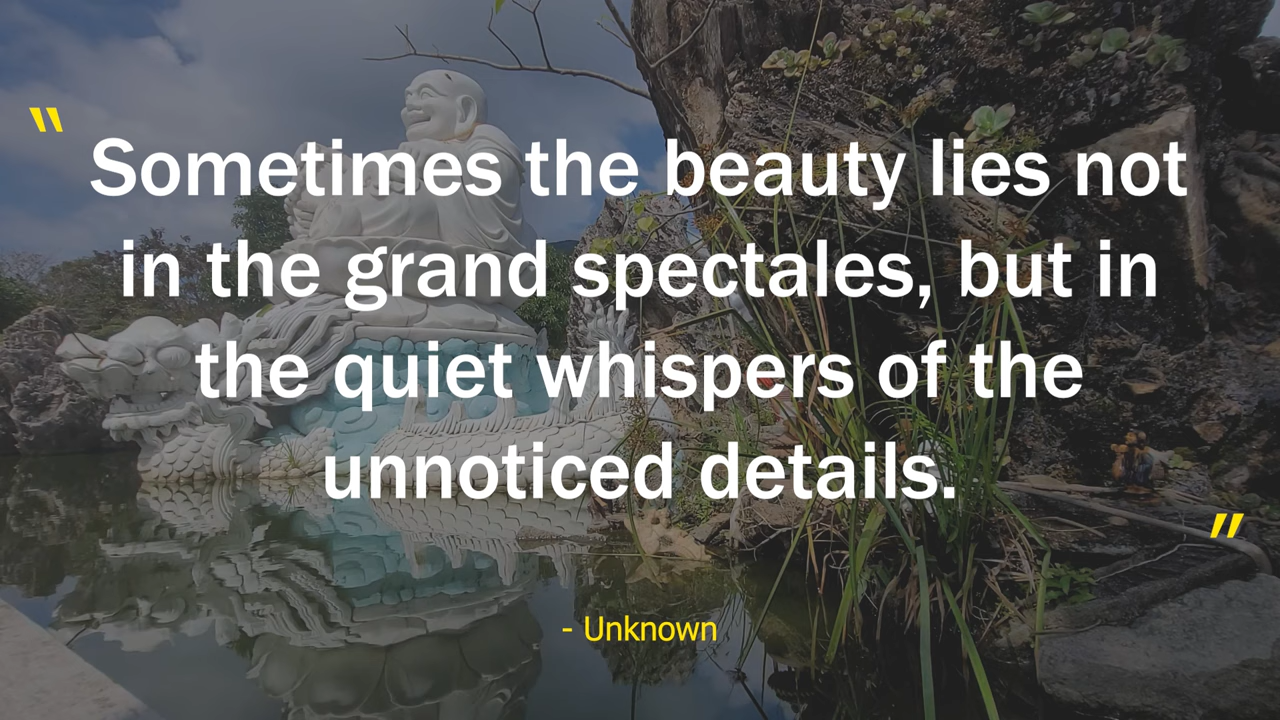 "
Sometimes the beauty lies not
in the grand spectales, but in
the quiet whispers of the
unnoticed details.
"
- Unknown